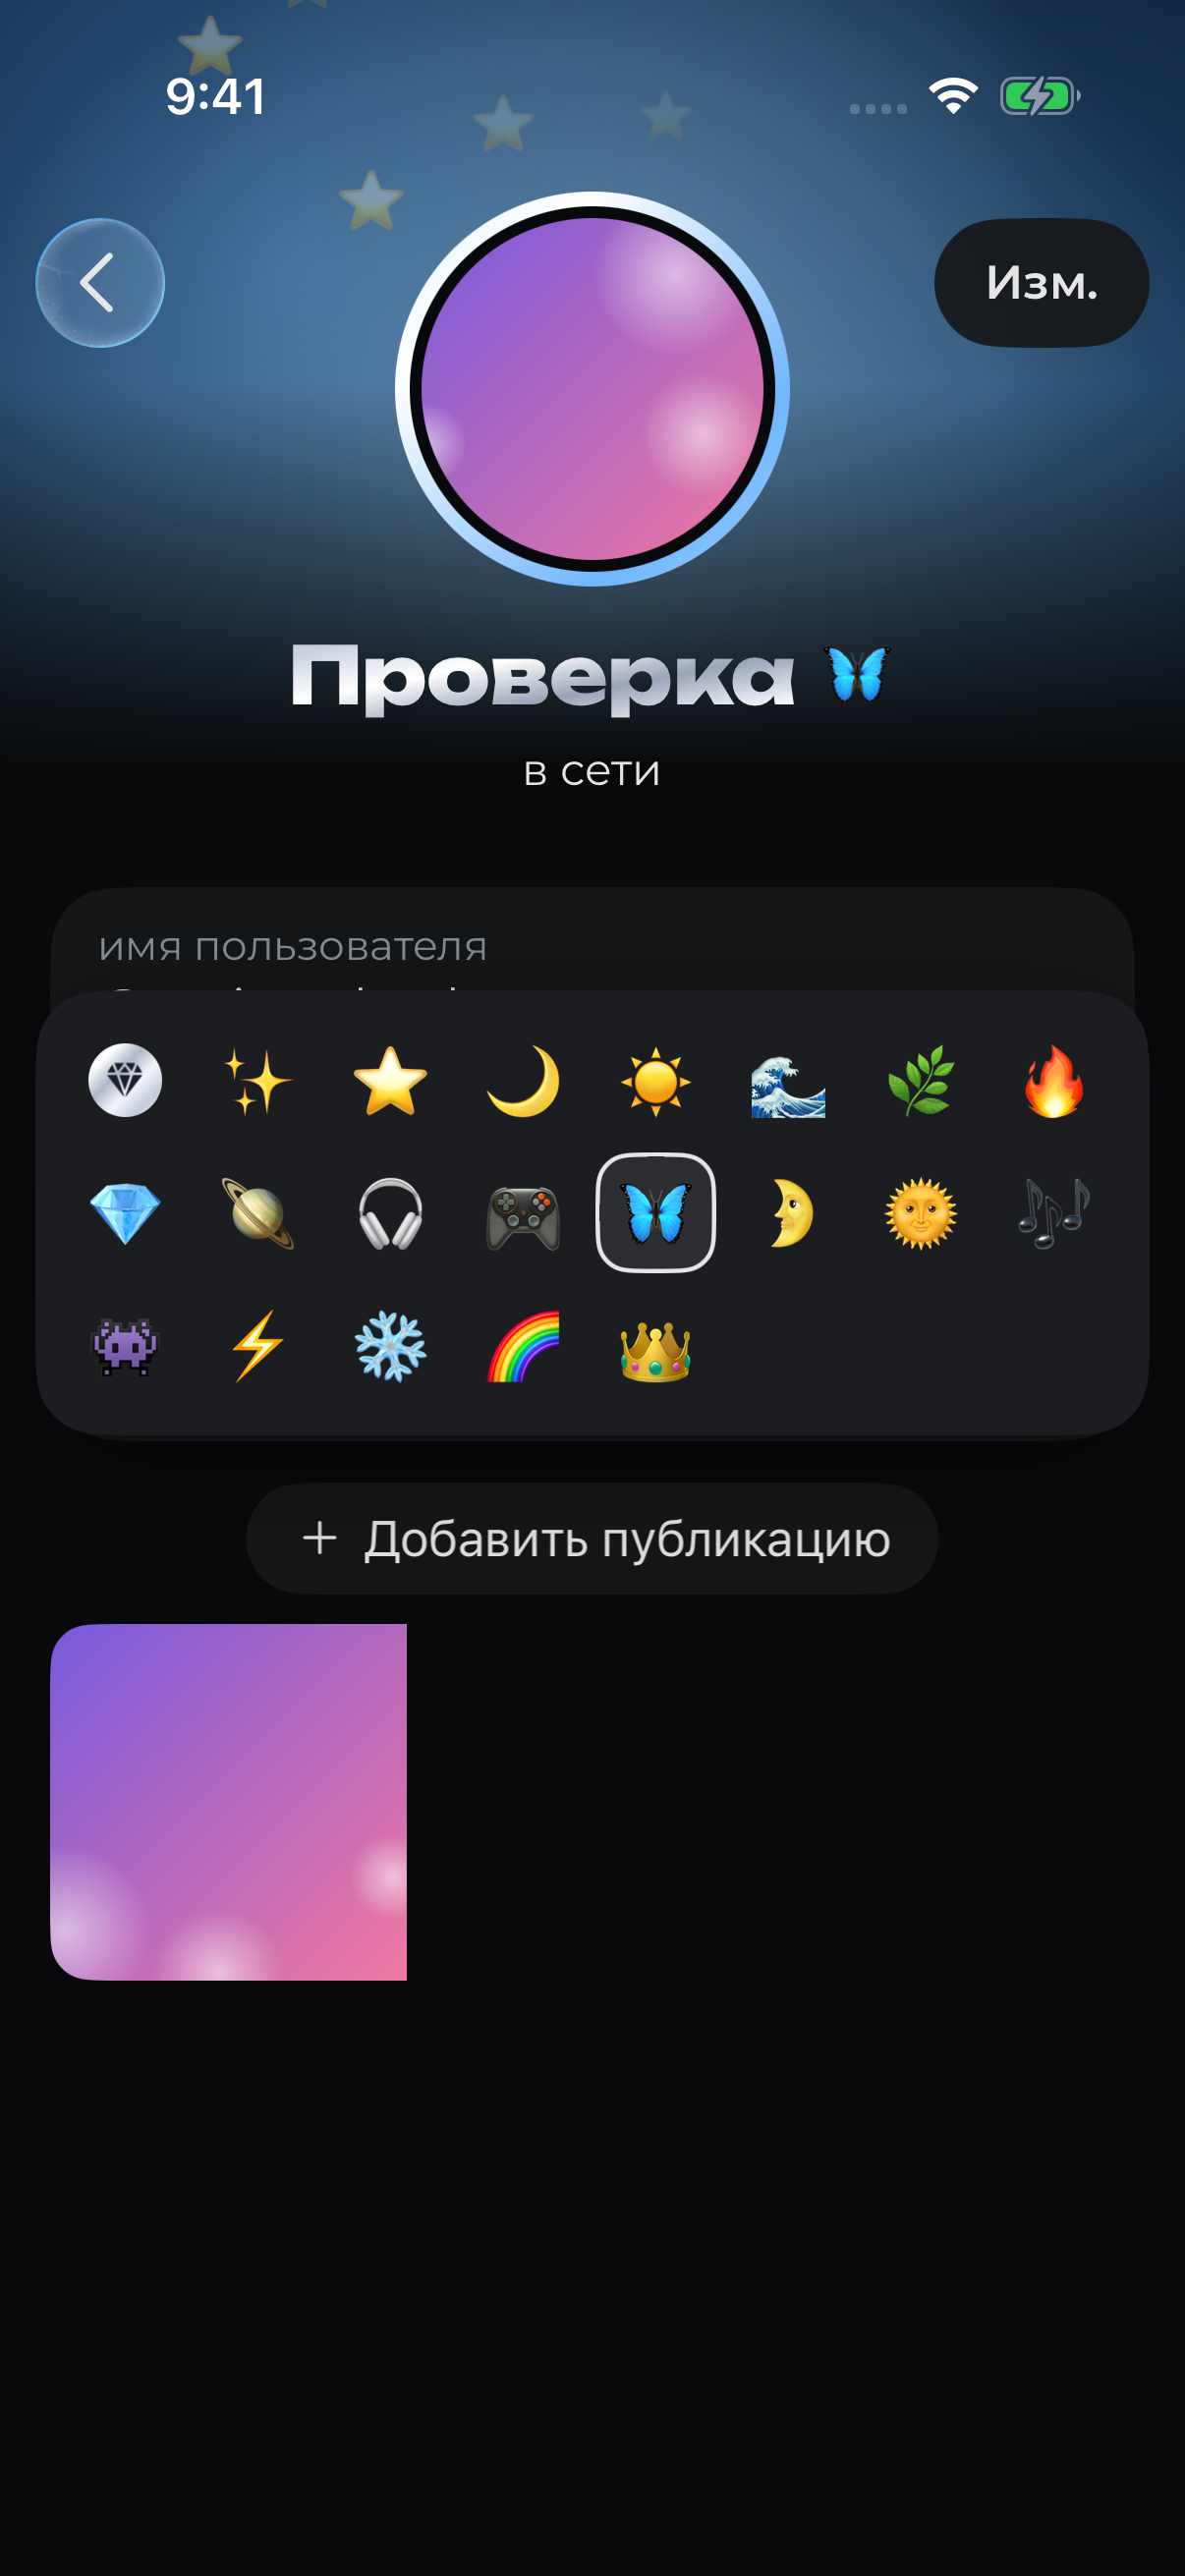 9:41
Изм.
Проверка 🦋
в сети
имя пользователя
Добавить публикацию